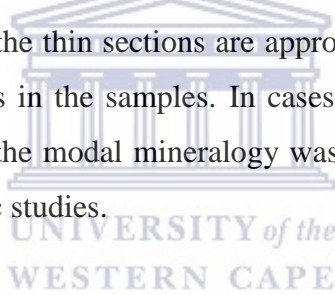 the thin sections are appro
s in the samples. In cases
the modal mineralogy was
c studies.
UNIVERSITY of the
WESTERN CAPE